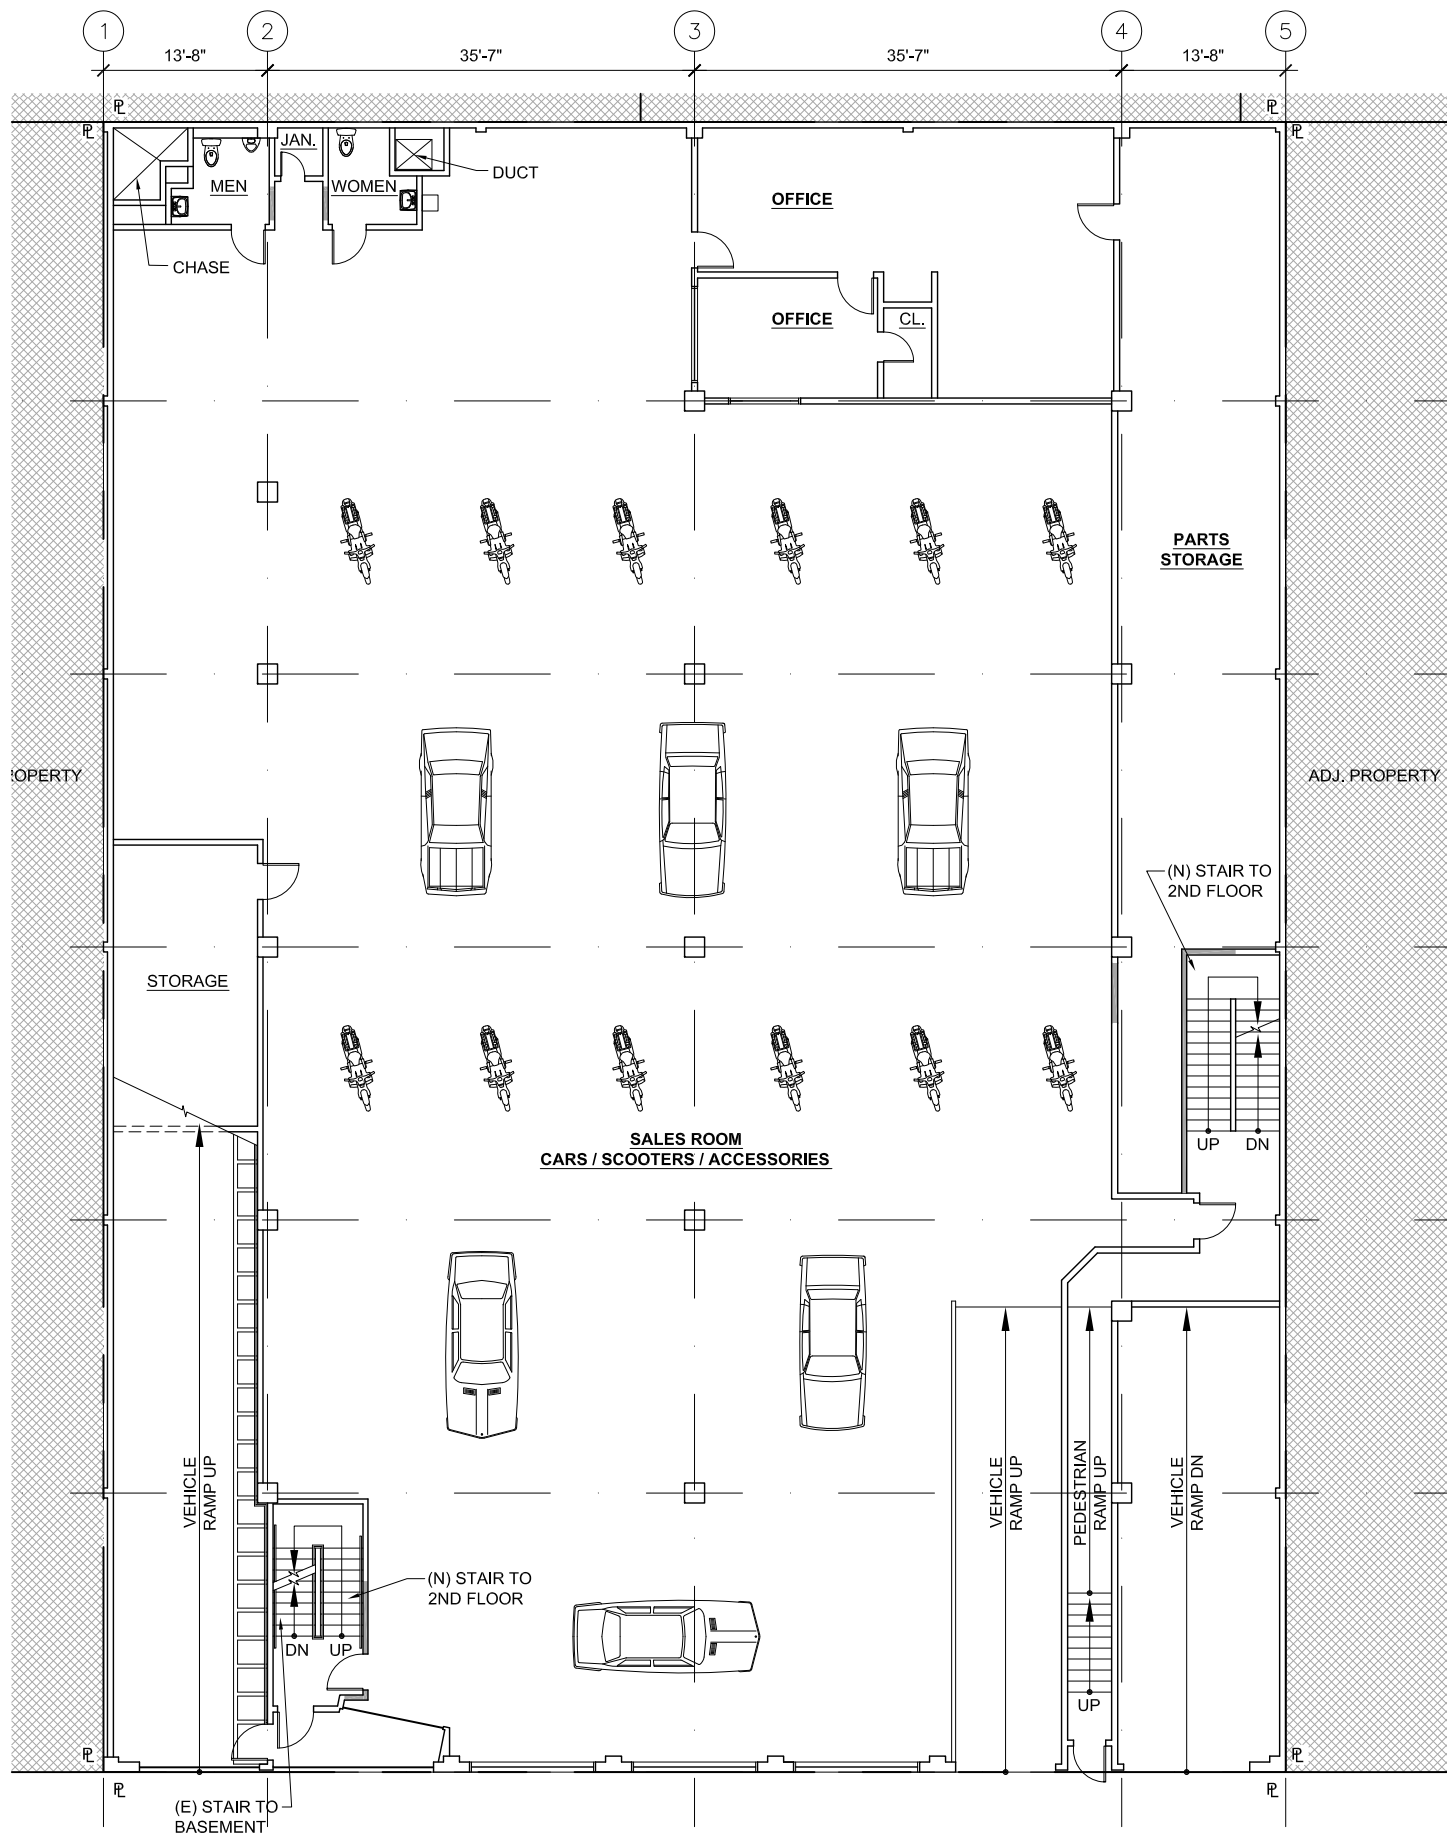 1 2 3 4 5
13'-8" 35'-7" 35'-7" 13'-8"
PL PL
PL PL
JAN.
DUCT
MEN WOMEN
OFFICE
CHASE
OFFICE CL.
PARTS
STORAGE
OPERTY ADJ. PROPERTY
(N) STAIR TO
2ND FLOOR
STORAGE
SALES ROOM
CARS / SCOOTERS / ACCESSORIES
UP DN
VEHICLE
RAMP UP
VEHICLE
RAMP UP
PEDESTRIAN
RAMP UP
VEHICLE
RAMP DN
(N) STAIR TO
2ND FLOOR
DN UP
UP
PL PL
PL PL
(E) STAIR TO
BASEMENT